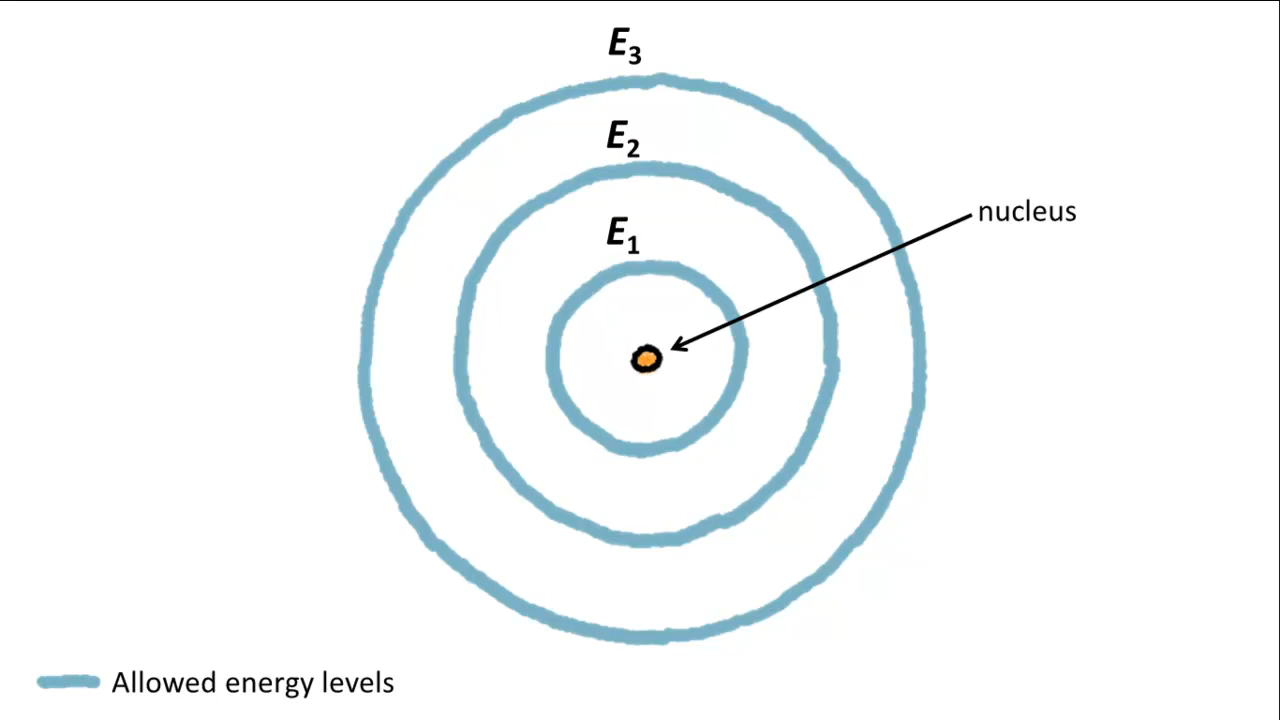 E₃
E₂
E₁
nucleus
Allowed energy levels